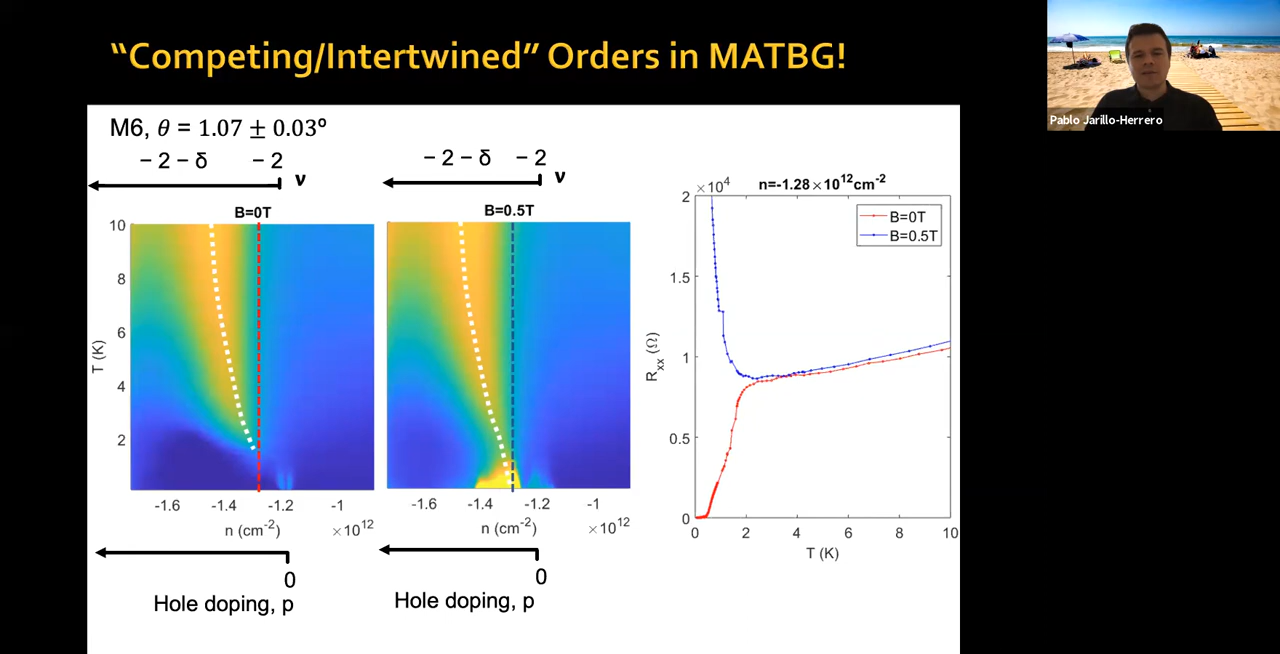 “Competing/Intertwined” Orders in MATBG!
Pablo Jarillo-Herrero
M6, θ = 1.07 ± 0.03º
− 2 − δ − 2 ν
− 2 − δ − 2 ν
B=0T
B=0.5T
n=-1.28×10¹²cm⁻²
T (K)
10
8
6
4
2
-1.6 -1.4 -1.2 -1
n (cm⁻²) ×10¹²
-1.6 -1.4 -1.2 -1
n (cm⁻²) ×10¹²
×10⁴
B=0T
B=0.5T
Rxx (Ω)
2
1.5
1
0.5
0
0 2 4 6 8 10
T (K)
0
Hole doping, p
0
Hole doping, p